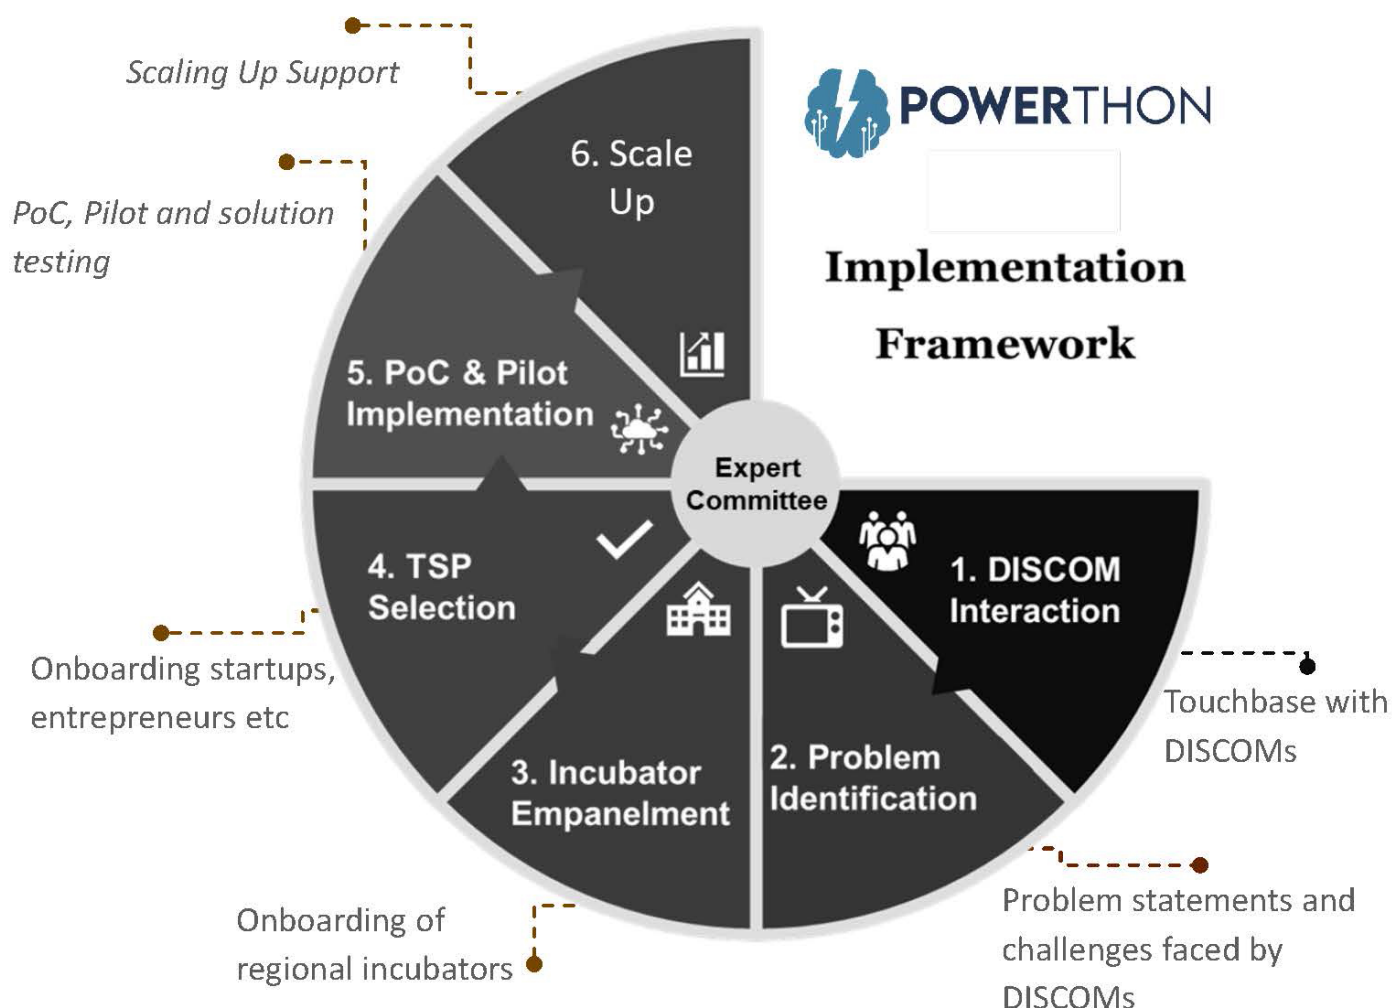 POWERTHON
Implementation
Framework
Expert
Committee
1. DISCOM
Interaction
Touchbase with
DISCOMs
2. Problem
Identification
Problem statements and
challenges faced by
DISCOMs
3. Incubator
Empanelment
Onboarding of
regional incubators
4. TSP
Selection
Onboarding startups,
entrepreneurs etc
5. PoC & Pilot
Implementation
PoC, Pilot and solution
testing
6. Scale
Up
Scaling Up Support